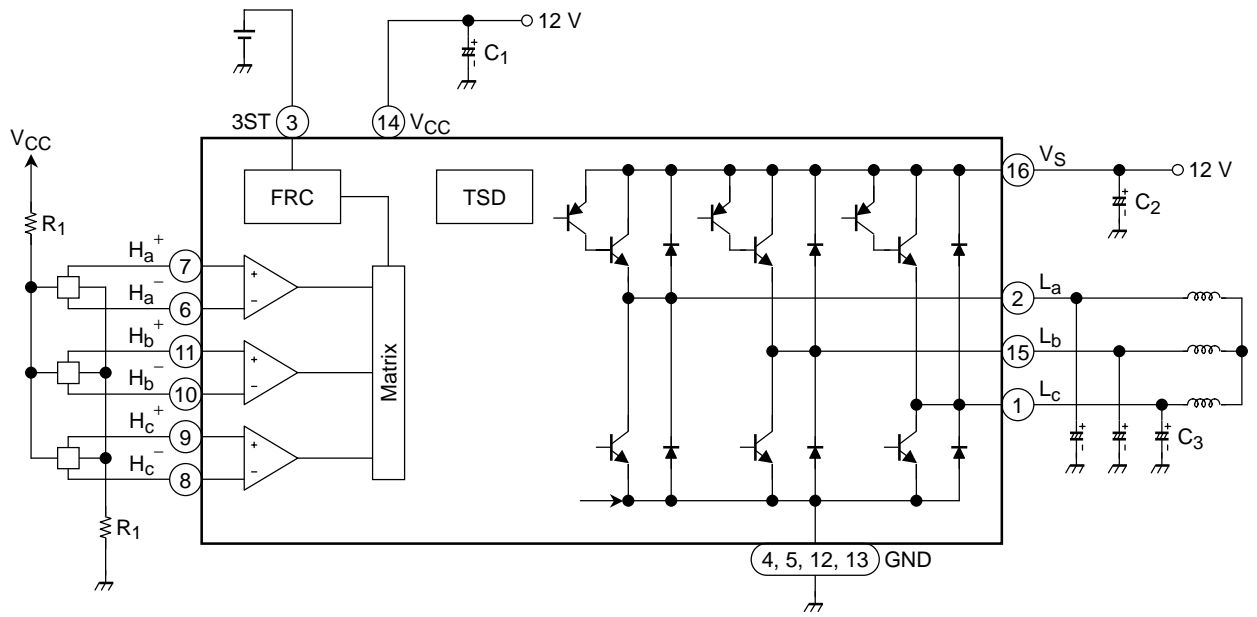 12 V
C1
3ST
3
14
VCC
VCC
16
VS
12 V
FRC
TSD
C2
R1
Ha+
7
+
Ha−
6
−
2
La
Hb+
11
+
Matrix
15
Lb
Hb−
10
−
1
Lc
Hc+
9
+
C3
Hc−
8
−
R1
4, 5, 12, 13
GND